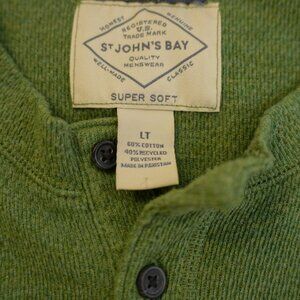 HONEST
GENUINE
REGISTERED
U.S.
TRADE MARK
ST JOHN'S BAY
QUALITY
MENSWEAR
WELL-MADE
CLASSIC
SUPER SOFT
LT
60% COTTON
40% RECYCLED
POLYESTER
MADE IN PAKISTAN